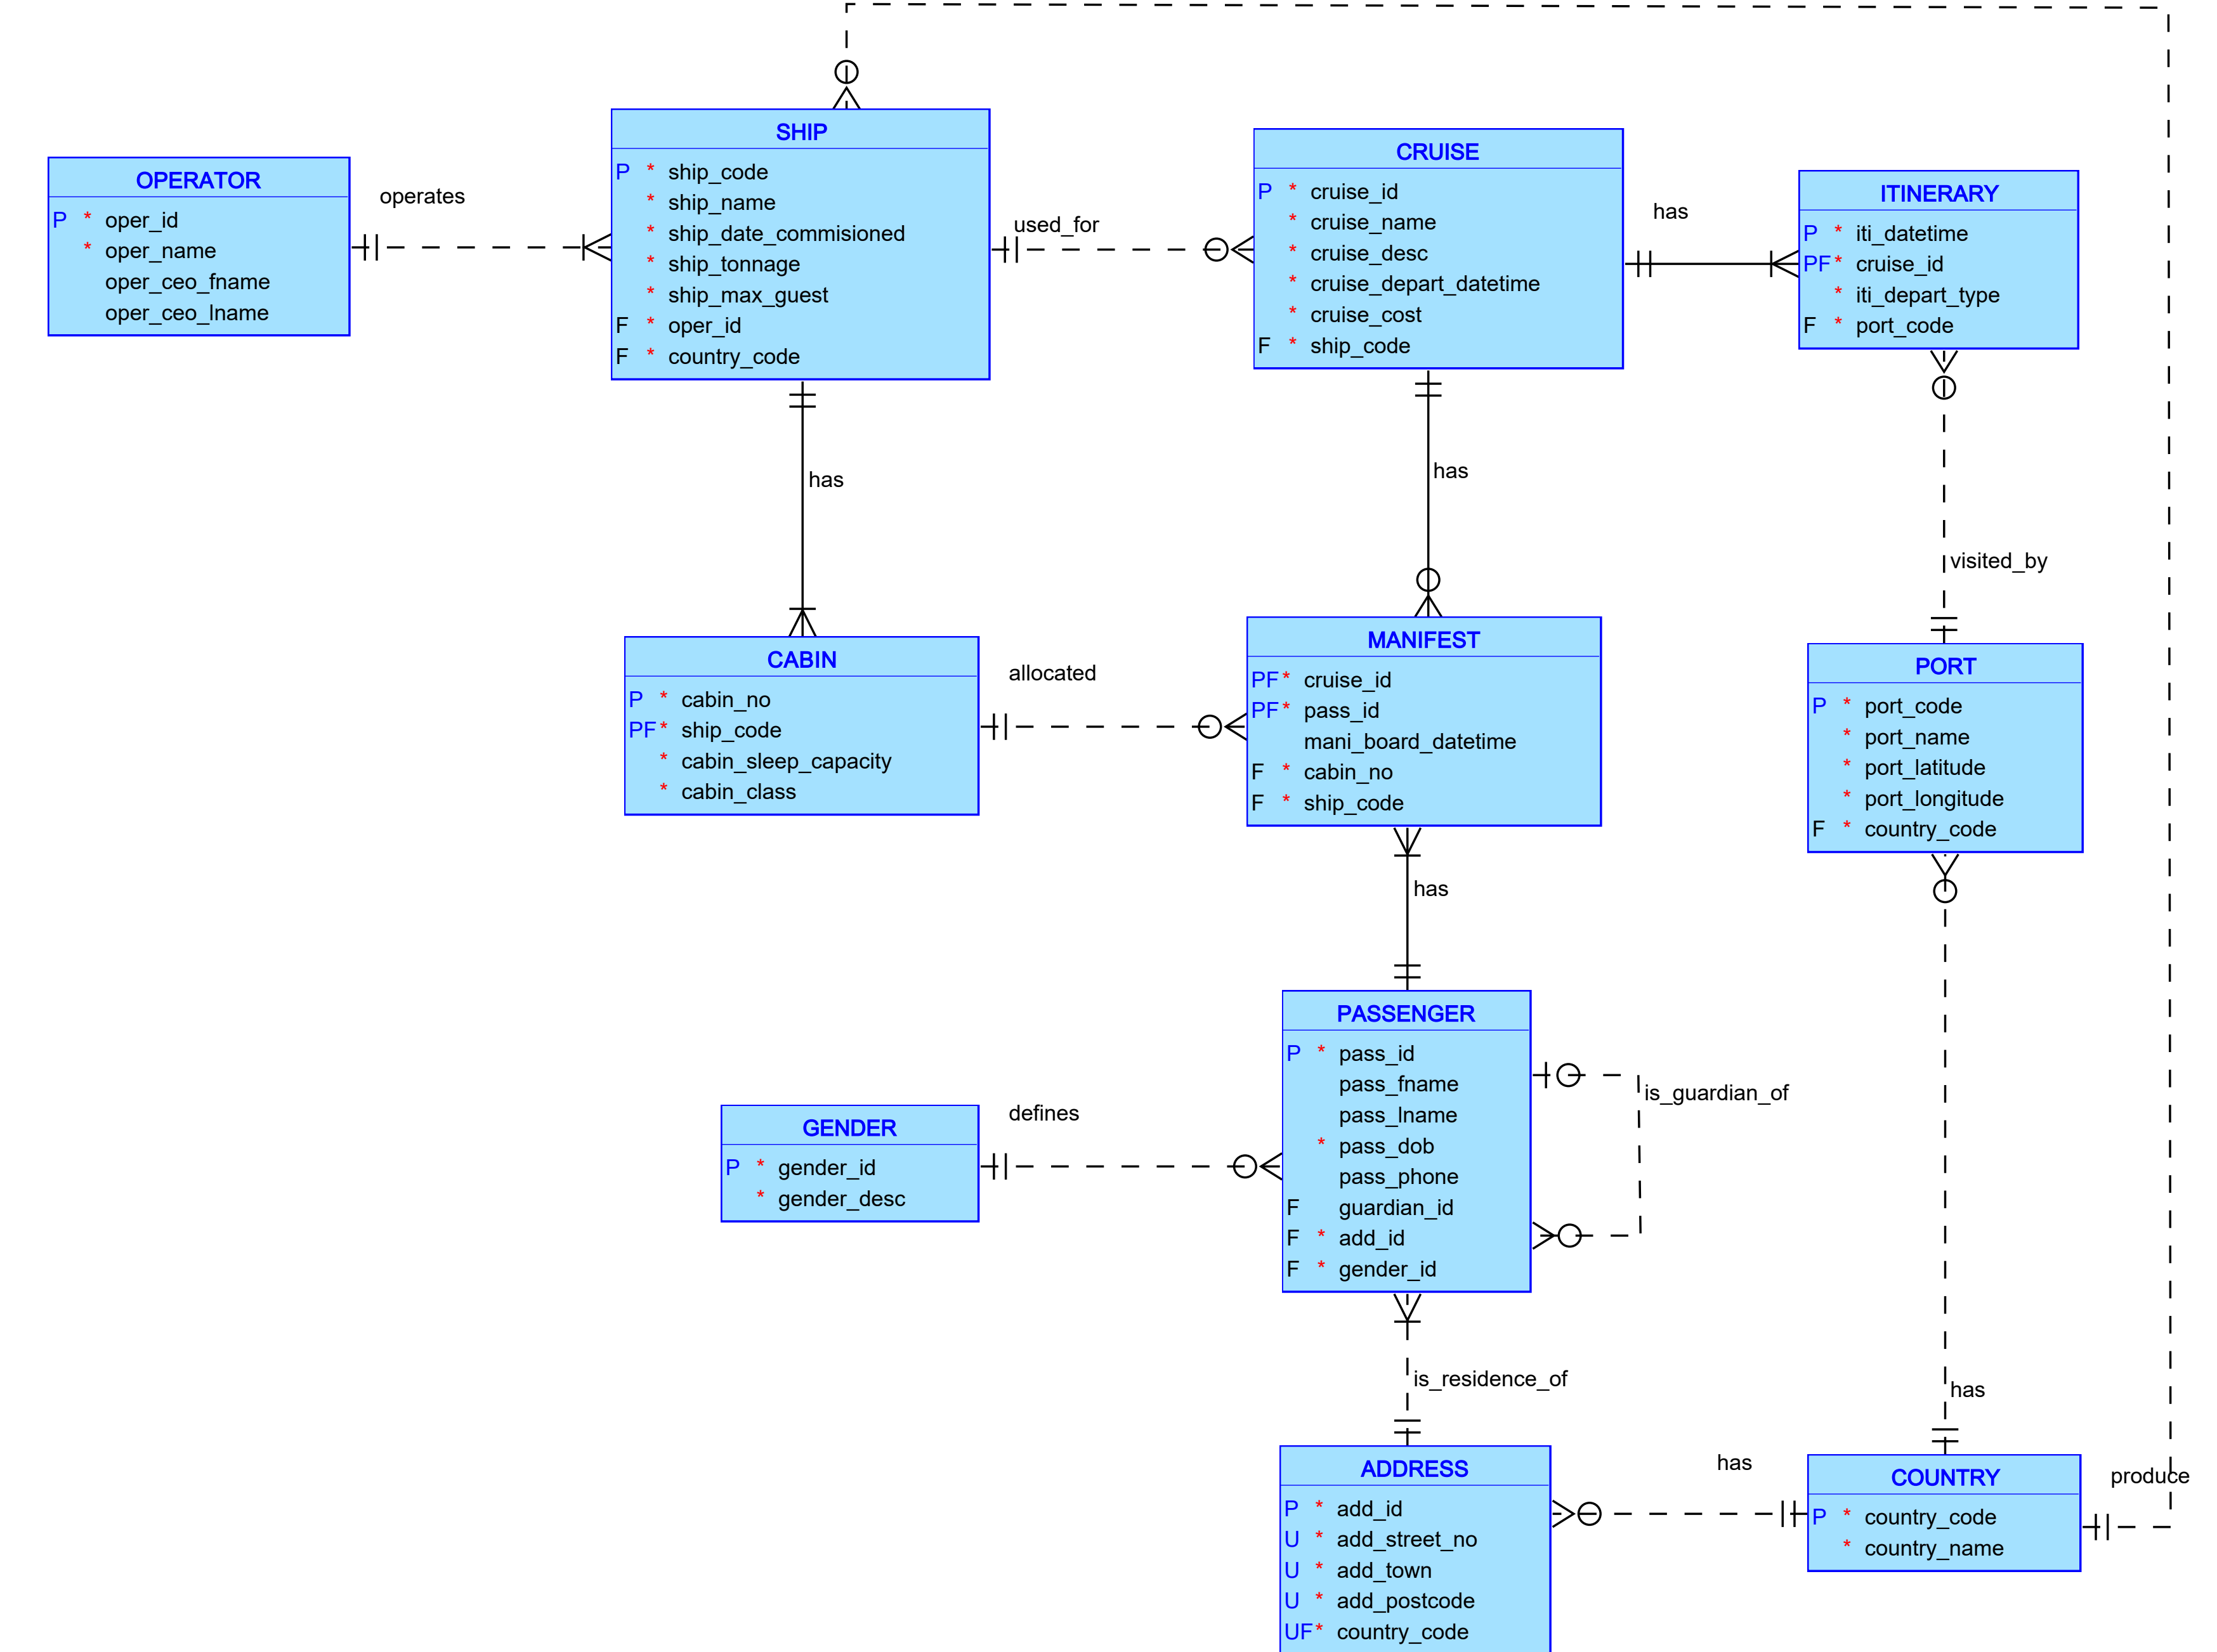 SHIP
P * ship_code
* ship_name
* ship_date_commisioned
* ship_tonnage
* ship_max_guest
F * oper_id
F * country_code
CRUISE
P * cruise_id
* cruise_name
* cruise_desc
* cruise_depart_datetime
* cruise_cost
F * ship_code
OPERATOR
P * oper_id
* oper_name
oper_ceo_fname
oper_ceo_lname
operates
used_for
has
ITINERARY
P * iti_datetime
PF * cruise_id
* iti_depart_type
F * port_code
has
has
visited_by
CABIN
P * cabin_no
PF * ship_code
* cabin_sleep_capacity
* cabin_class
allocated
MANIFEST
PF * cruise_id
PF * pass_id
mani_board_datetime
F * cabin_no
F * ship_code
PORT
P * port_code
* port_name
* port_latitude
* port_longitude
F * country_code
has
PASSENGER
P * pass_id
pass_fname
pass_lname
* pass_dob
pass_phone
F guardian_id
F * add_id
F * gender_id
is_guardian_of
GENDER
P * gender_id
* gender_desc
defines
is_residence_of
has
ADDRESS
P * add_id
U * add_street_no
U * add_town
U * add_postcode
UF * country_code
has
COUNTRY
P * country_code
* country_name
produce